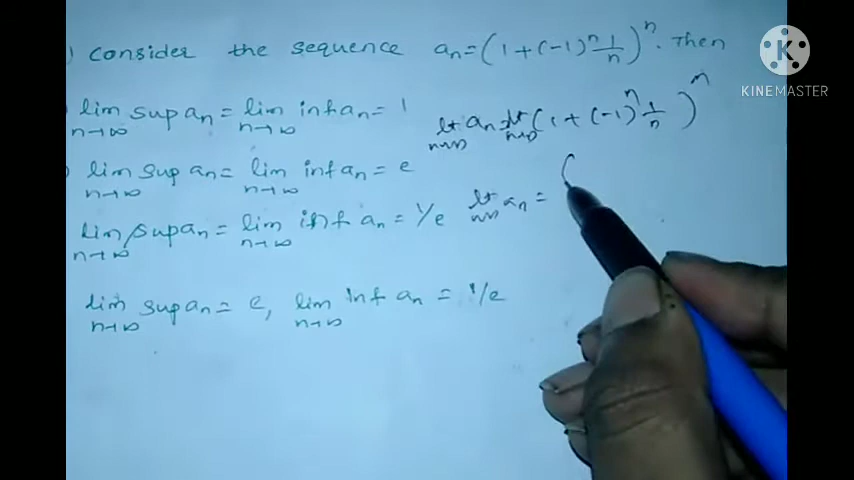 ) consider the sequence aₙ = (1+(-1)ⁿ 1/n)ⁿ. Then
KINEMASTER
lim sup aₙ = lim inf aₙ = 1
n→∞ n→∞
lt aₙ = lt (1+(-1)ⁿ 1/n)ⁿ
n→∞ n→∞
) lim sup aₙ = lim inf aₙ = e
n→∞ n→∞
lt aₙ = (
n→∞
lim sup aₙ = lim inf aₙ = 1/e
n→∞ n→∞
lim sup aₙ = e, lim inf aₙ = 1/e
n→∞ n→∞